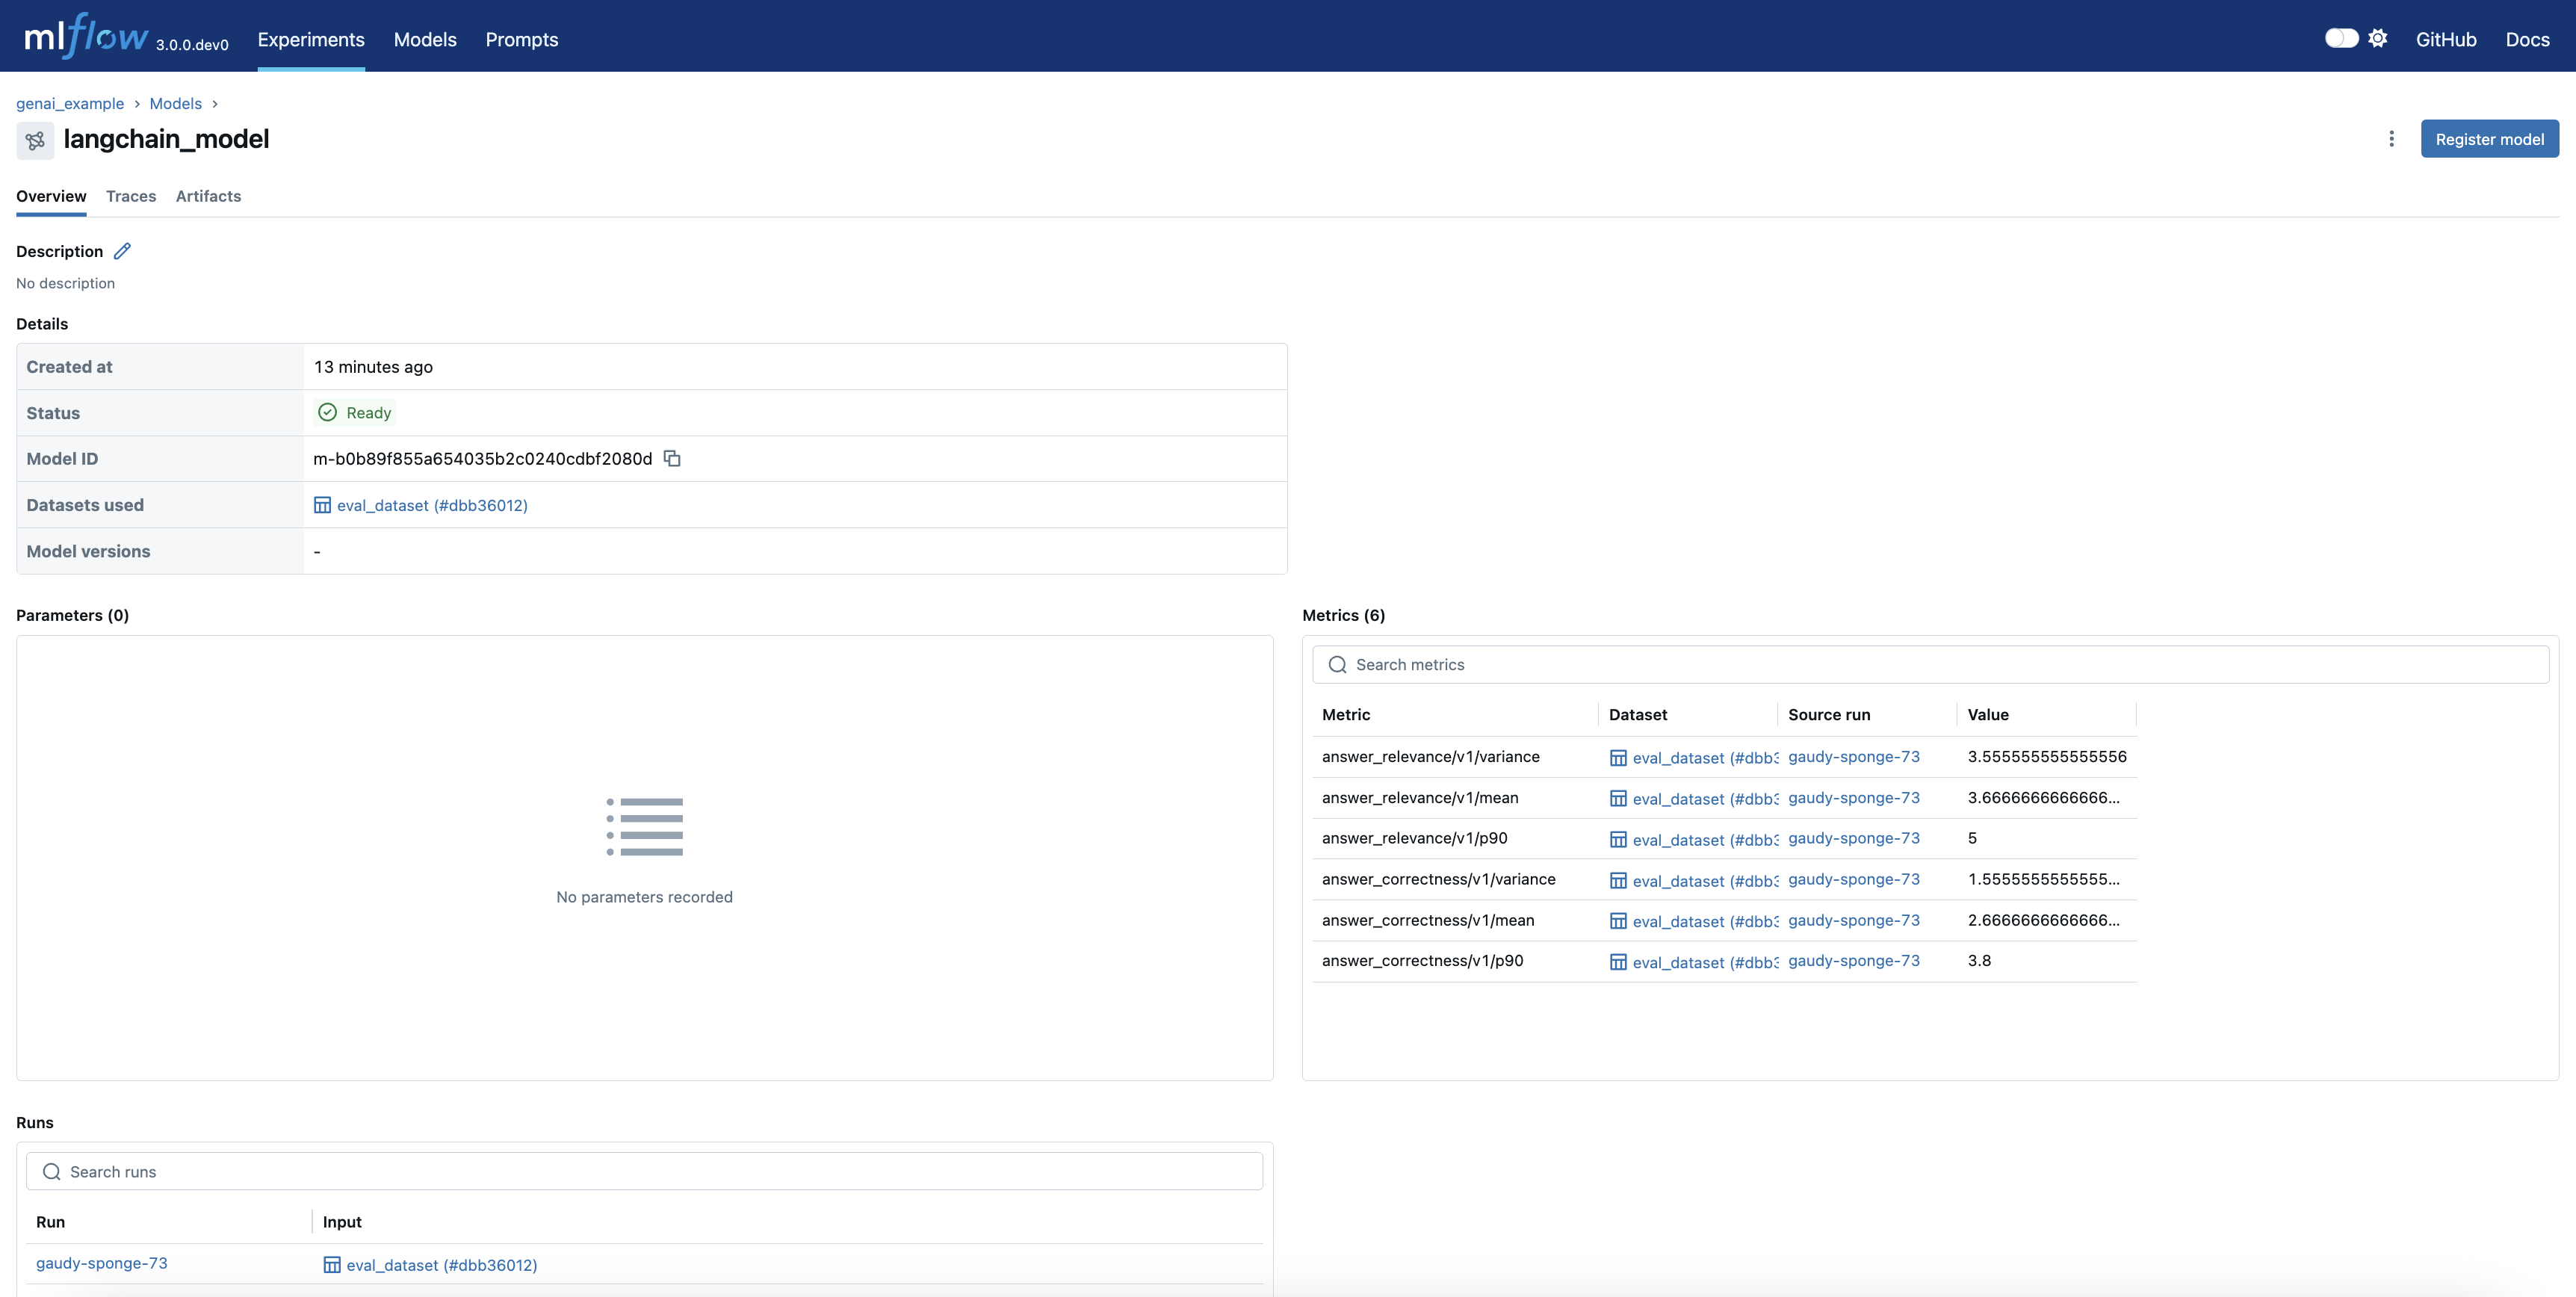 mlflow 3.0.0.dev0 Experiments Models Prompts GitHub Docs
genai_example › Models ›
langchain_model
Register model
Overview Traces Artifacts
Description
No description
Details
Created at 13 minutes ago
Status Ready
Model ID m-b0b89f855a654035b2c0240cdbf2080d
Datasets used eval_dataset (#dbb36012)
Model versions -
Parameters (0)
No parameters recorded
Metrics (6)
Search metrics
Metric Dataset Source run Value
answer_relevance/v1/variance eval_dataset (#dbb3 gaudy-sponge-73 3.555555555555556
answer_relevance/v1/mean eval_dataset (#dbb3 gaudy-sponge-73 3.6666666666666...
answer_relevance/v1/p90 eval_dataset (#dbb3 gaudy-sponge-73 5
answer_correctness/v1/variance eval_dataset (#dbb3 gaudy-sponge-73 1.5555555555555...
answer_correctness/v1/mean eval_dataset (#dbb3 gaudy-sponge-73 2.6666666666666...
answer_correctness/v1/p90 eval_dataset (#dbb3 gaudy-sponge-73 3.8
Runs
Search runs
Run Input
gaudy-sponge-73 eval_dataset (#dbb36012)